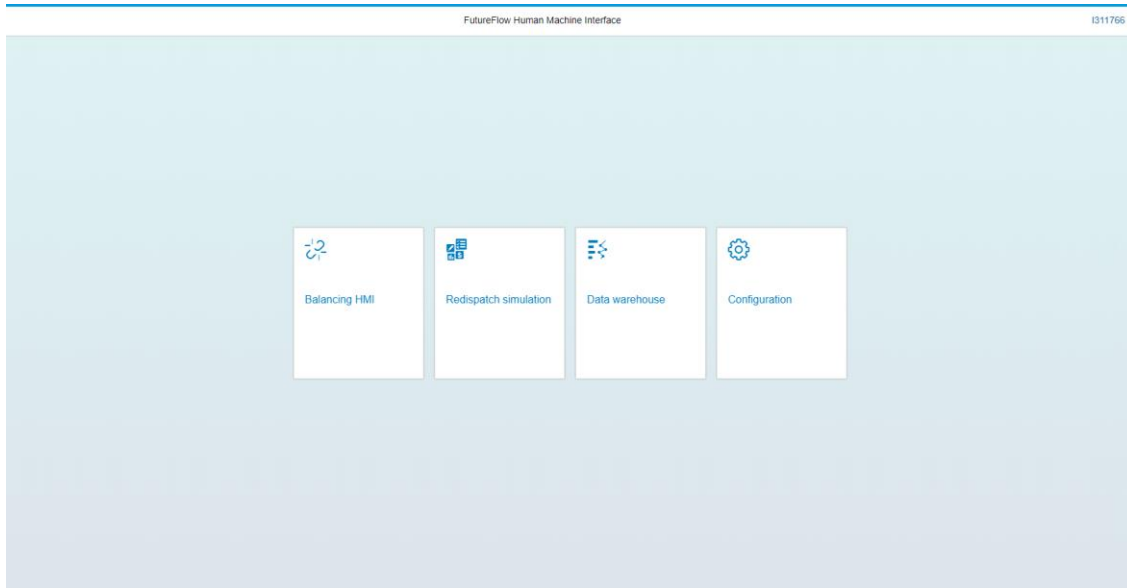 FutureFlow Human Machine Interface
I311766
Balancing HMI
Redispatch simulation
Data warehouse
Configuration